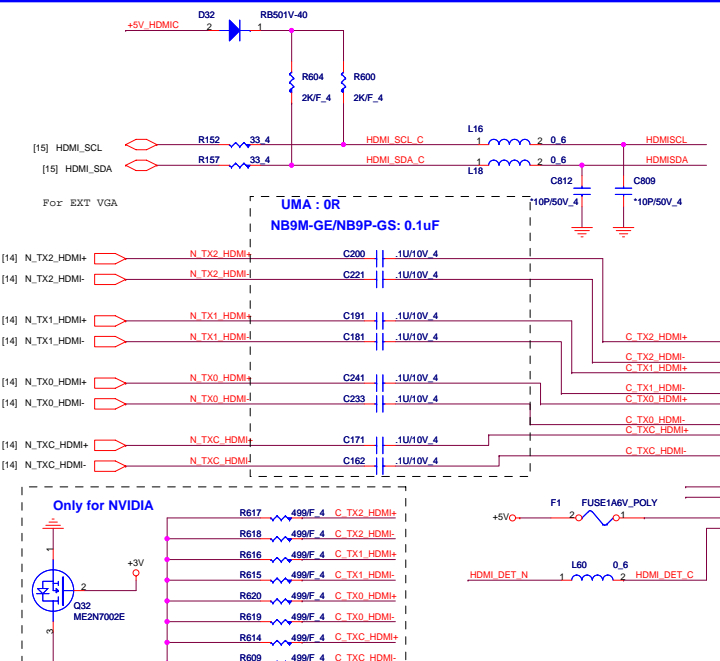 D32 RB501V-40
+5V_HDMIC 2 1
R604 R600
2K/F_4 2K/F_4
L16
[15] HDMI_SCL R152 33_4 HDMI_SCL_C 1 2 0_6 HDMISCL
[15] HDMI_SDA R157 33_4 HDMI_SDA_C 1 2 0_6 HDMISDA
L18
C812 C809
*10P/50V_4 *10P/50V_4
For EXT VGA
UMA : 0R
NB9M-GE/NB9P-GS: 0.1uF
[14] N_TX2_HDMI+ N_TX2_HDMI+ C200 .1U/10V_4
[14] N_TX2_HDMI- N_TX2_HDMI- C221 .1U/10V_4
[14] N_TX1_HDMI+ N_TX1_HDMI+ C191 .1U/10V_4
[14] N_TX1_HDMI- N_TX1_HDMI- C181 .1U/10V_4
C_TX2_HDMI+
C_TX2_HDMI-
C_TX1_HDMI+
[14] N_TX0_HDMI+ N_TX0_HDMI+ C241 .1U/10V_4
C_TX1_HDMI-
[14] N_TX0_HDMI- N_TX0_HDMI- C233 .1U/10V_4
C_TX0_HDMI+
C_TX0_HDMI-
C_TXC_HDMI+
[14] N_TXC_HDMI+ N_TXC_HDMI+ C171 .1U/10V_4
C_TXC_HDMI-
[14] N_TXC_HDMI- N_TXC_HDMI- C162 .1U/10V_4
Only for NVIDIA
F1 FUSE1A6V_POLY
+5V 2 1
R617 499/F_4 C_TX2_HDMI+
R618 499/F_4 C_TX2_HDMI-
R616 499/F_4 C_TX1_HDMI+
R615 499/F_4 C_TX1_HDMI-
R620 499/F_4 C_TX0_HDMI+
R619 499/F_4 C_TX0_HDMI-
R614 499/F_4 C_TXC_HDMI+
R609 499/F_4 C_TXC_HDMI-
1
+3V
2
Q32
ME2N7002E
3
L60 0_6
HDMI_DET_N 1 2 HDMI_DET_C